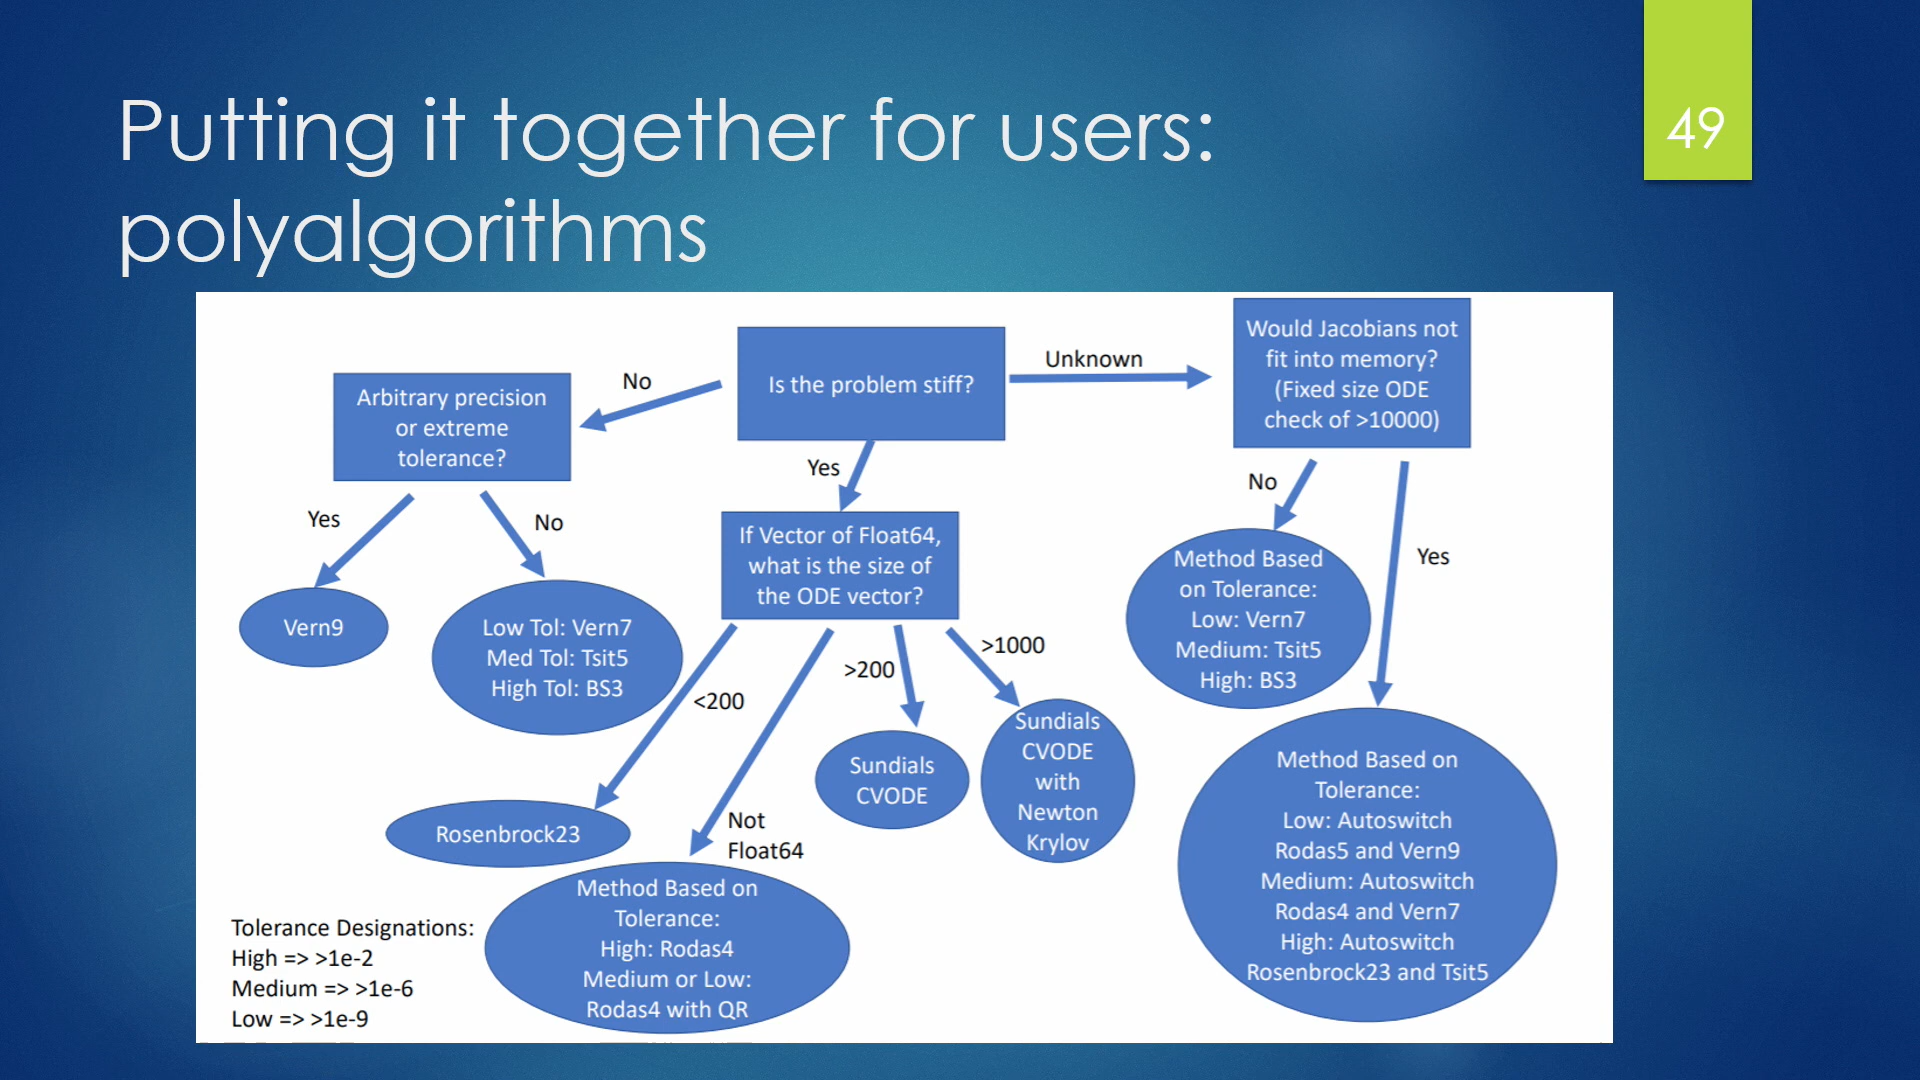 Putting it together for users:
polyalgorithms
49
Is the problem stiff?
No
Unknown
Yes
Arbitrary precision
or extreme
tolerance?
Yes
No
Vern9
Low Tol: Vern7
Med Tol: Tsit5
High Tol: BS3
If Vector of Float64,
what is the size of
the ODE vector?
<200
Not
Float64
>200
>1000
Rosenbrock23
Method Based on
Tolerance:
High: Rodas4
Medium or Low:
Rodas4 with QR
Sundials
CVODE
Sundials
CVODE
with
Newton
Krylov
Would Jacobians not
fit into memory?
(Fixed size ODE
check of >10000)
No
Yes
Method Based
on Tolerance:
Low: Vern7
Medium: Tsit5
High: BS3
Method Based on
Tolerance:
Low: Autoswitch
Rodas5 and Vern9
Medium: Autoswitch
Rodas4 and Vern7
High: Autoswitch
Rosenbrock23 and Tsit5
Tolerance Designations:
High => >1e-2
Medium => >1e-6
Low => >1e-9